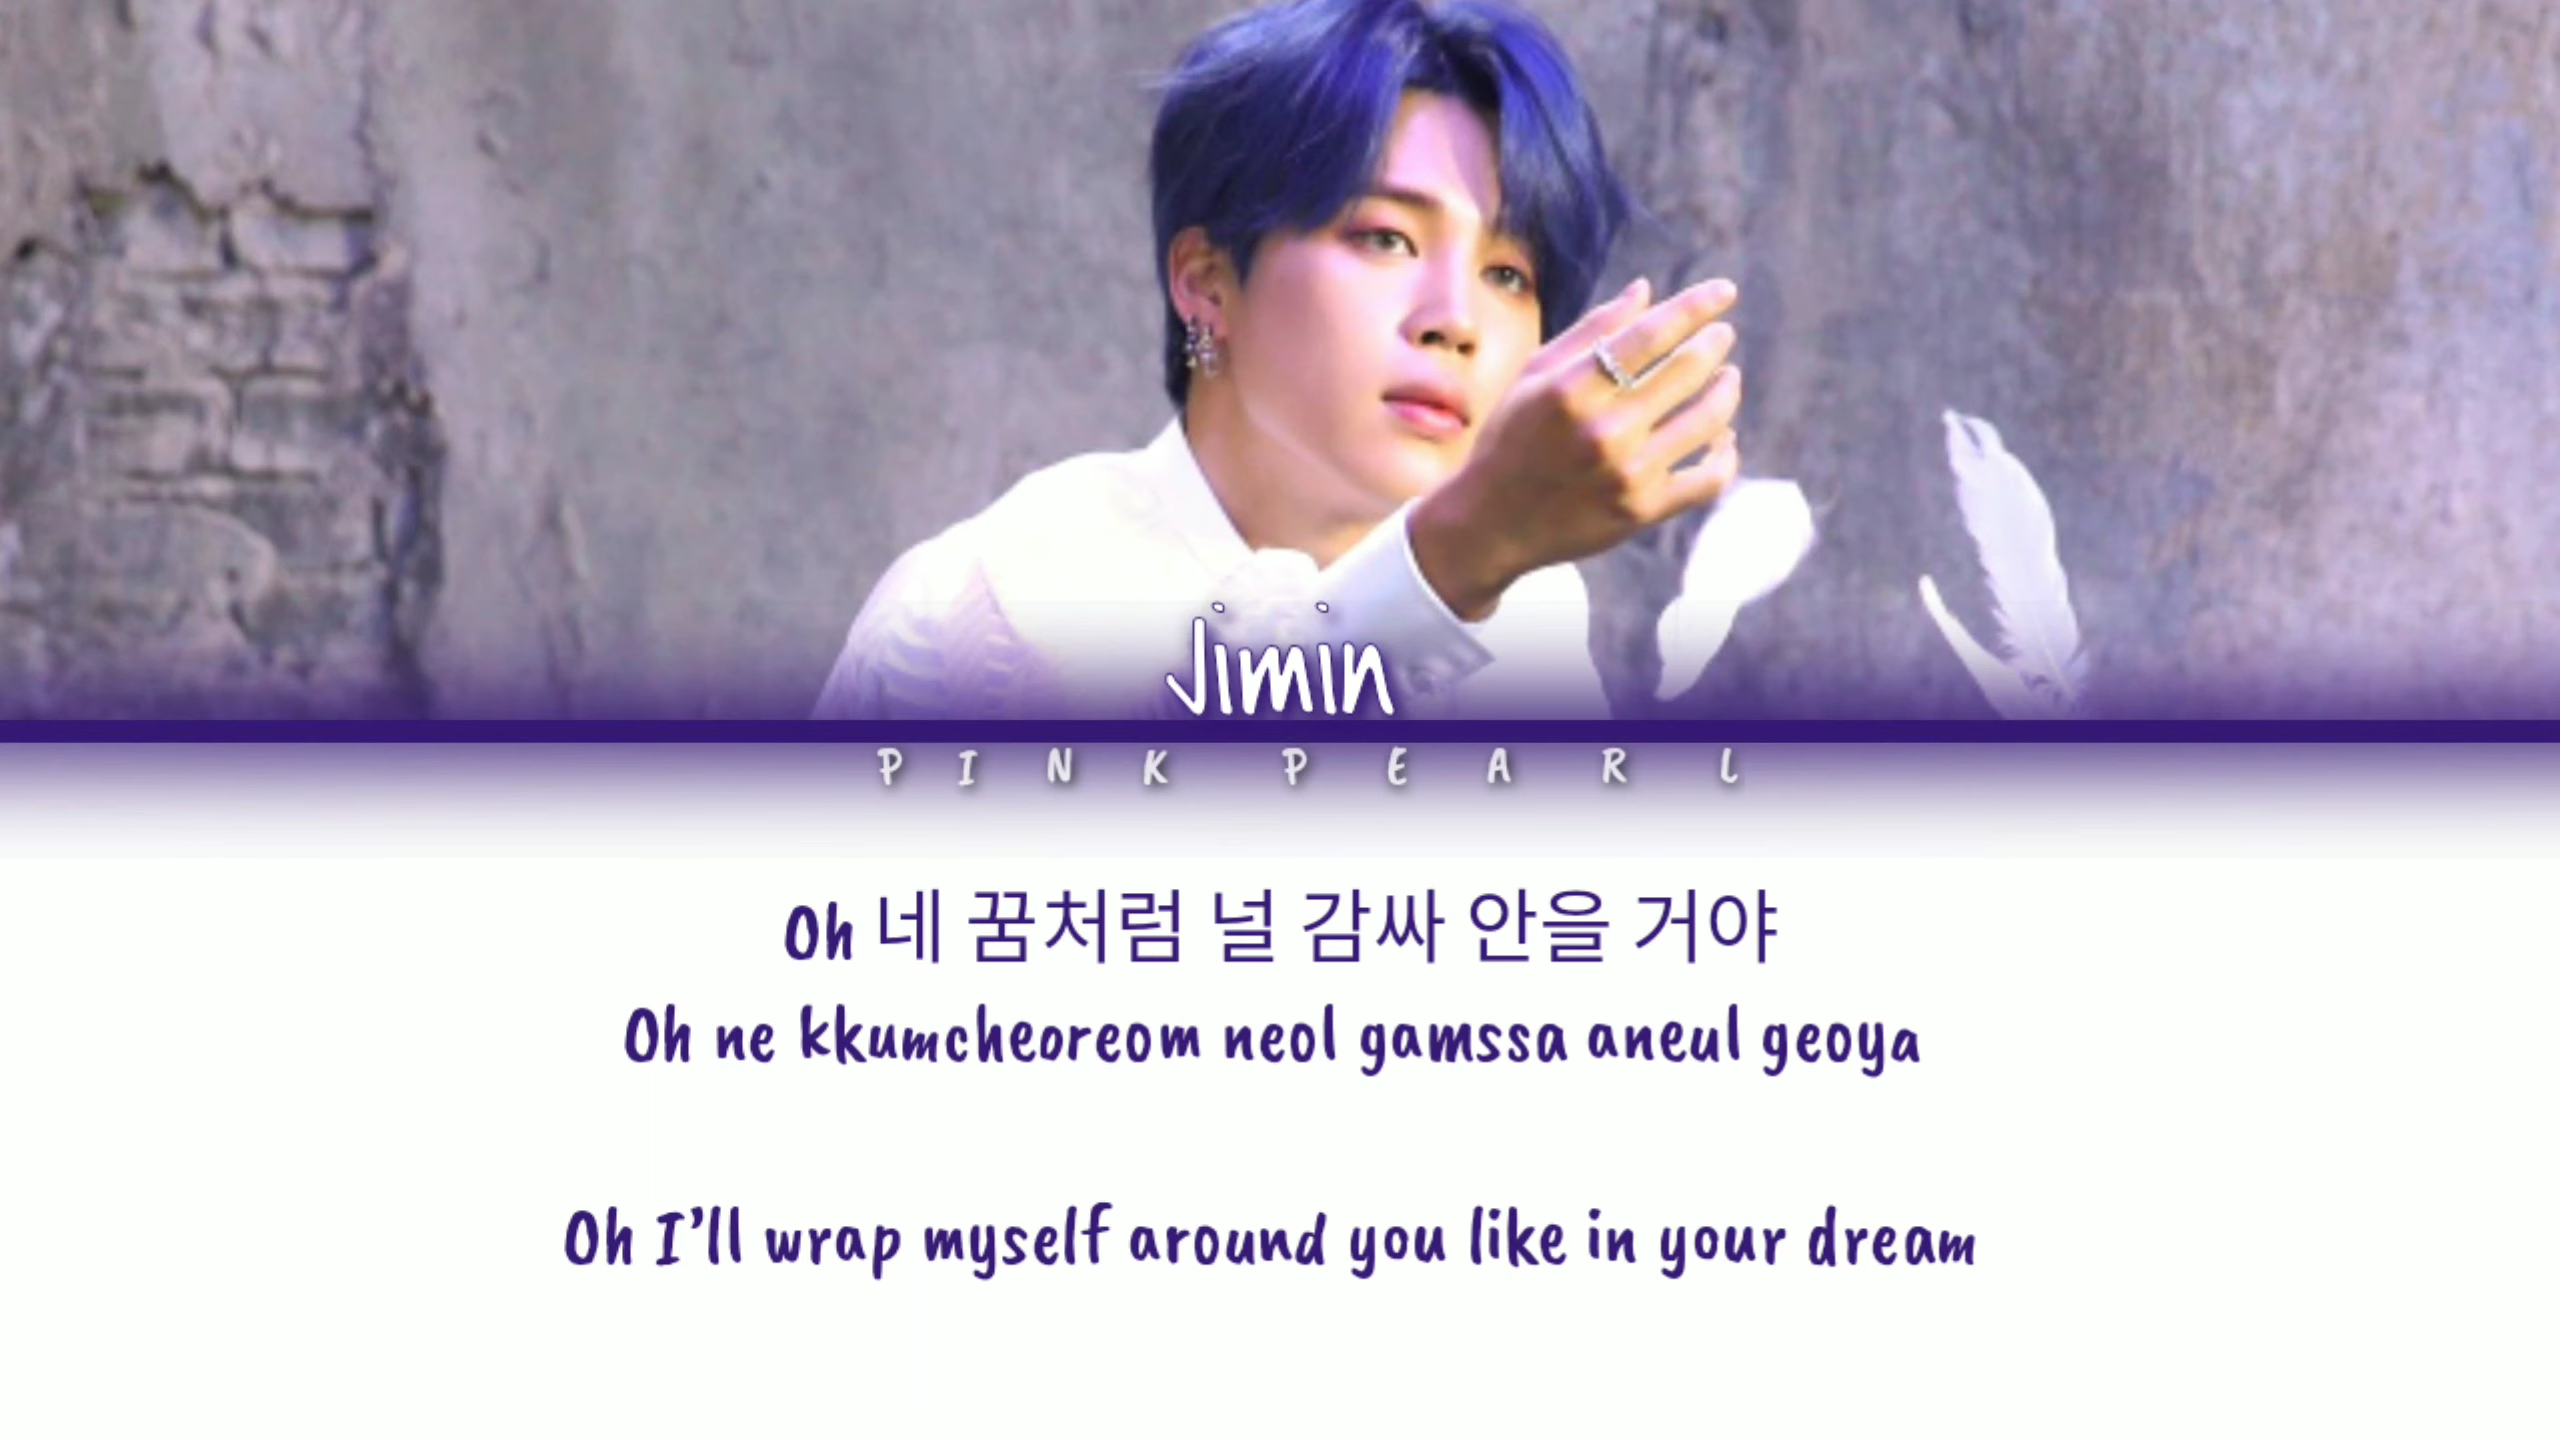 Jimin
PINK PEARL
Oh 네 꿈처럼 널 감싸 안을 거야
Oh ne kkumcheoreom neol gamssa aneul geoya
Oh I'll wrap myself around you like in your dream